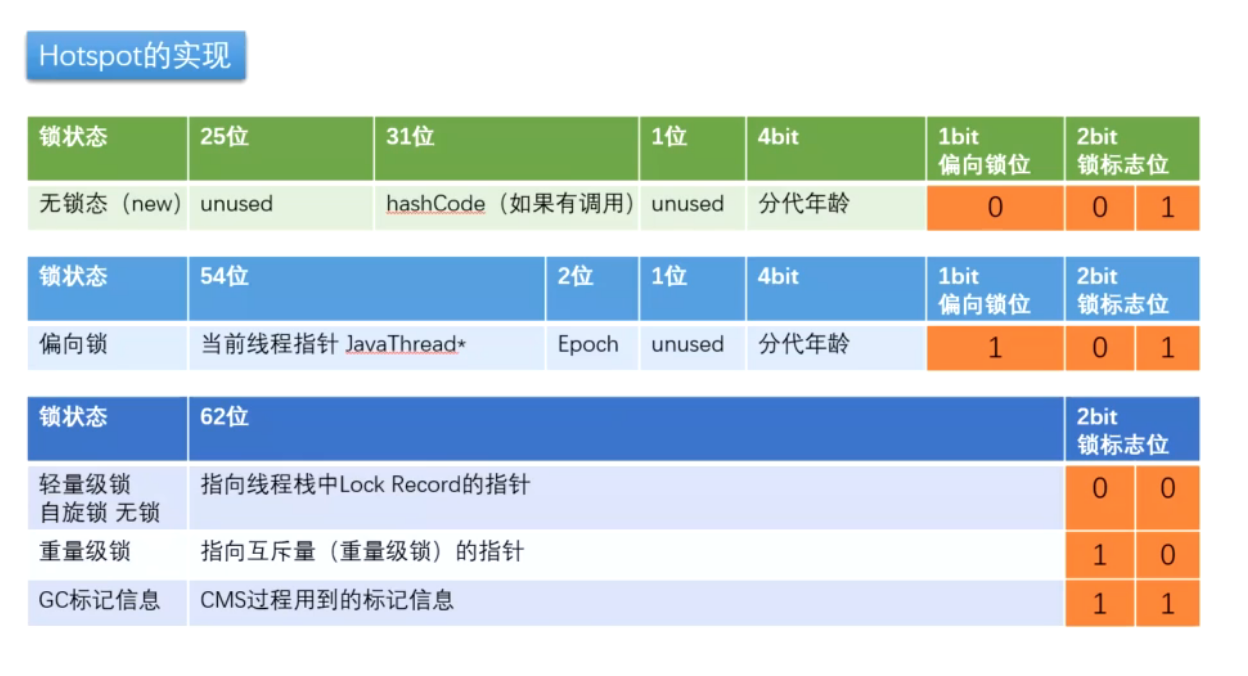 Hotspot的实现
锁状态 25位 31位 1位 4bit 1bit 2bit
偏向锁位 锁标志位
无锁态（new） unused hashCode（如果有调用） unused 分代年龄 0 0 1
锁状态 54位 2位 1位 4bit 1bit 2bit
偏向锁位 锁标志位
偏向锁 当前线程指针 JavaThread* Epoch unused 分代年龄 1 0 1
锁状态 62位 2bit
锁标志位
轻量级锁 指向线程栈中Lock Record的指针 0 0
自旋锁 无锁
重量级锁 指向互斥量（重量级锁）的指针 1 0
GC标记信息 CMS过程用到的标记信息 1 1